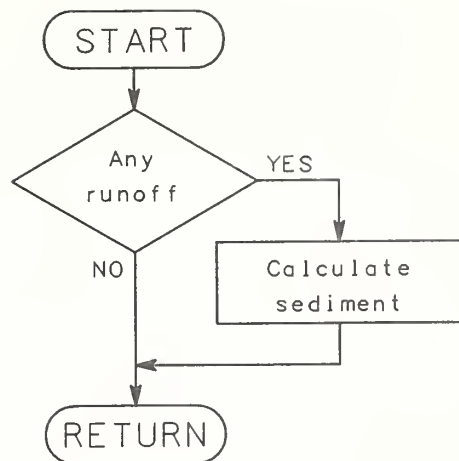 START
Any
runoff
YES
NO
Calculate
sediment
RETURN